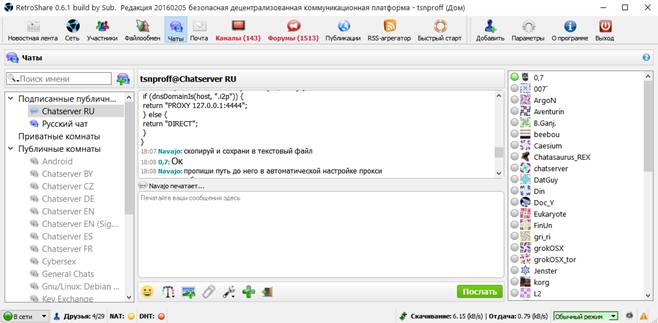 RetroShare 0.6.1 build by Sub. Редакция 20160205 безопасная децентрализованная коммуникационная платформа - tsnproff (Дом)
Новостная лента
Сеть
Участники
Файлообмен
Чаты
Почта
Каналы (143)
Форумы (1513)
Публикации
RSS-агрегатор
Быстрый старт
Добавить
Параметры
О программе
Выход
Чаты
Поиск имени
Подписанные публичн...
Chatserver RU
Русский чат
Приватные комнаты
Публичные комнаты
Android
Chatserver BY
Chatserver CZ
Chatserver DE
Chatserver EN
Chatserver EN (Sig...
Chatserver ES
Chatserver FR
Cybersex
General Chats
Gnu/Linux: Debian ...
Key Exchange
tsnproff@Chatserver RU
if (dnsDomainIs(host, ".i2p")) {
return "PROXY 127.0.0.1:4444";
} else {
return "DIRECT";
}
}
18:07 Navajo: скопируй и сохрани в текстовый файл
18:08 0,7: Ок
18:08 Navajo: пропиши путь до него в автоматической настройке прокси
Navajo печатает...
Печатайте ваши сообщения здесь
Послать
0,7
007
ArgoN
Aventurin
B.Ganj.
beebou
Caesium
Chatasaurus_REX
chatserver
DatGuy
Din
Doc_Y
Eukaryote
FinUn
gri_ri
grokOSX
grokOSX_tor
Jenster
korg
L2
В сети
Друзья: 4/29
NAT:
DHT:
Скачивание: 6.15 (kB/s) | Отдача: 0.79 (kB/s)
Обычный режим